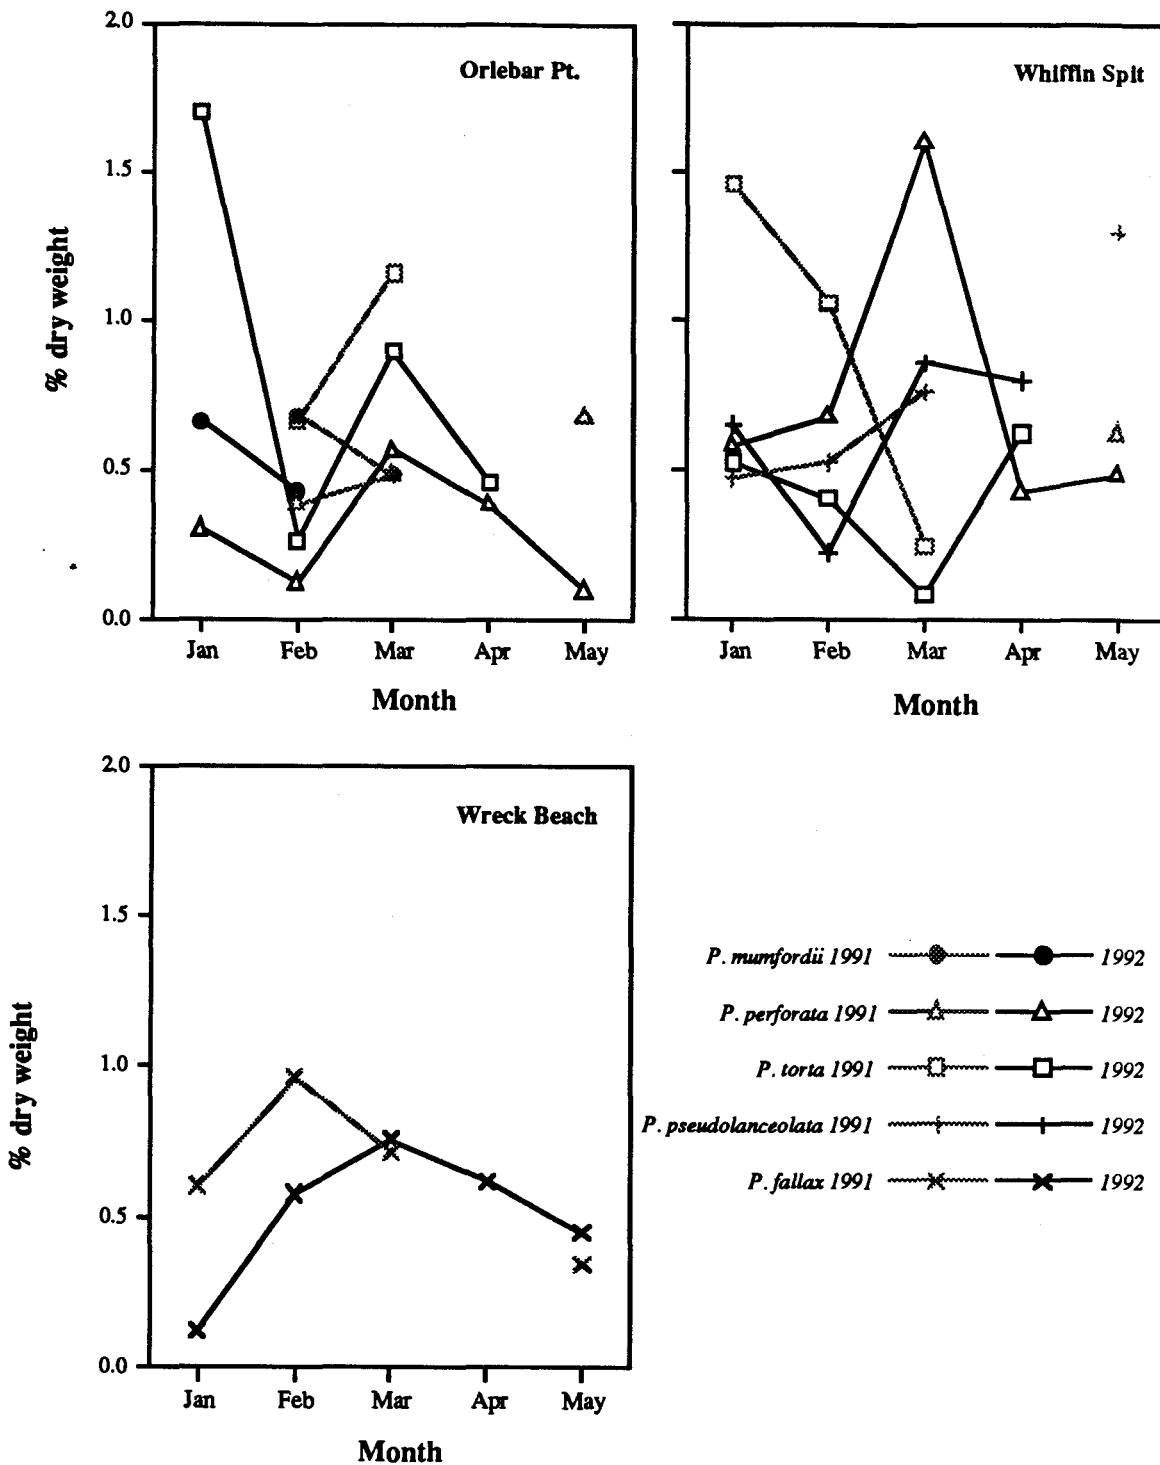 Orlebar Pt.
2.0
1.5
1.0
0.5
0.0
% dry weight
Jan Feb Mar Apr May
Month
Whiffin Spit
Jan Feb Mar Apr May
Month
Wreck Beach
2.0
1.5
1.0
0.5
0.0
% dry weight
Jan Feb Mar Apr May
Month
P. mumfordii 1991 1992
P. perforata 1991 1992
P. torta 1991 1992
P. pseudolanceolata 1991 1992
P. fallax 1991 1992